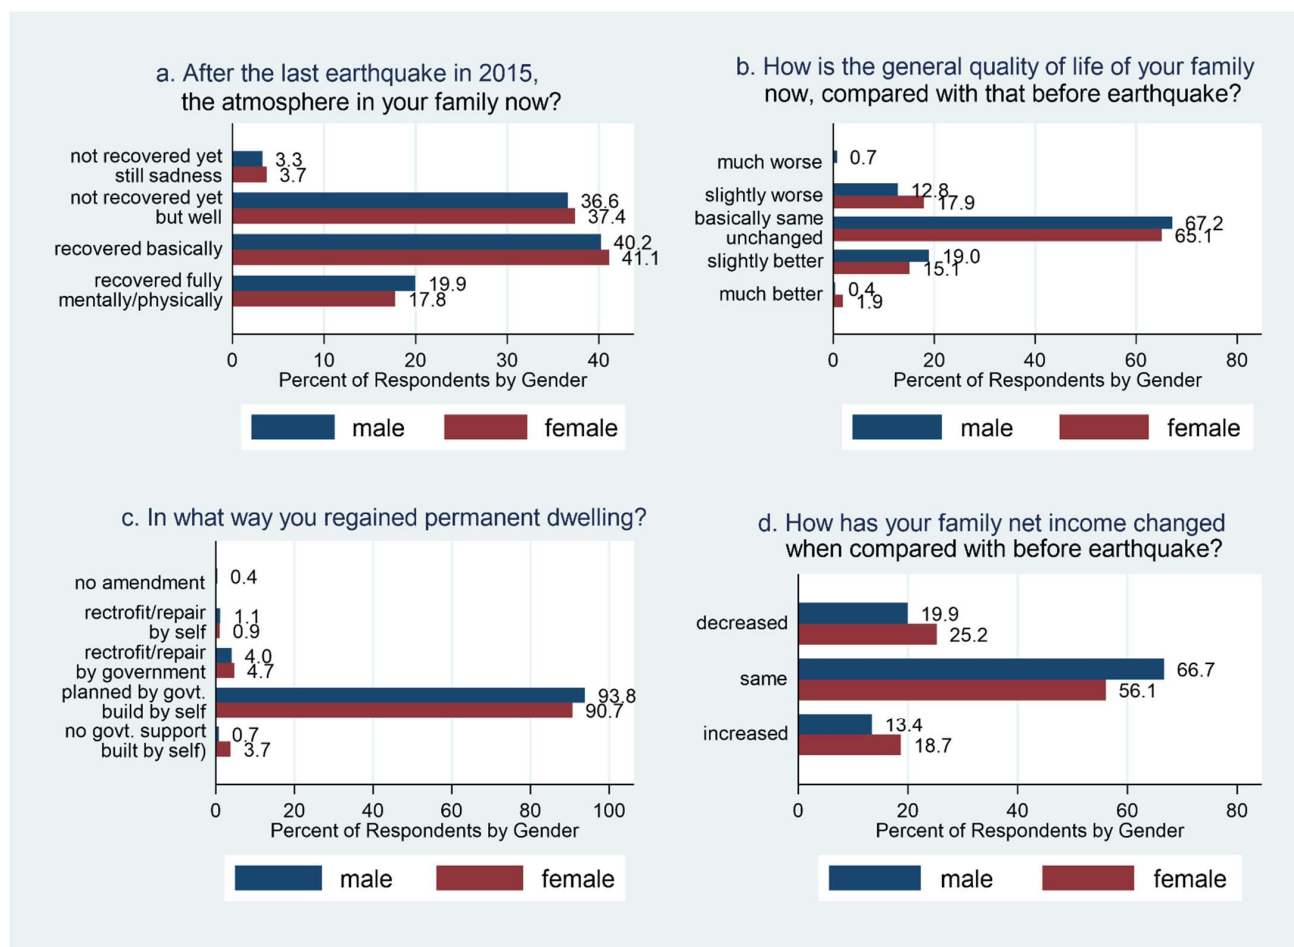 a. After the last earthquake in 2015,
the atmosphere in your family now?
not recovered yet
still sadness
3.3
3.7
not recovered yet
but well
36.6
37.4
recovered basically
40.2
41.1
recovered fully
mentally/physically
19.9
17.8
0 10 20 30 40
Percent of Respondents by Gender
male female
b. How is the general quality of life of your family
now, compared with that before earthquake?
much worse
0.7
slightly worse
12.8
17.9
basically same
unchanged
67.2
65.1
slightly better
19.0
15.1
much better
0.4
1.9
0 20 40 60 80
Percent of Respondents by Gender
male female
c. In what way you regained permanent dwelling?
no amendment
0.4
rectrofit/repair
by self
1.1
0.9
rectrofit/repair
by government
4.0
4.7
planned by govt.
build by self
93.8
90.7
no govt. support
built by self)
0.7
3.7
0 20 40 60 80 100
Percent of Respondents by Gender
male female
d. How has your family net income changed
when compared with before earthquake?
decreased
19.9
25.2
same
66.7
56.1
increased
13.4
18.7
0 20 40 60 80
Percent of Respondents by Gender
male female